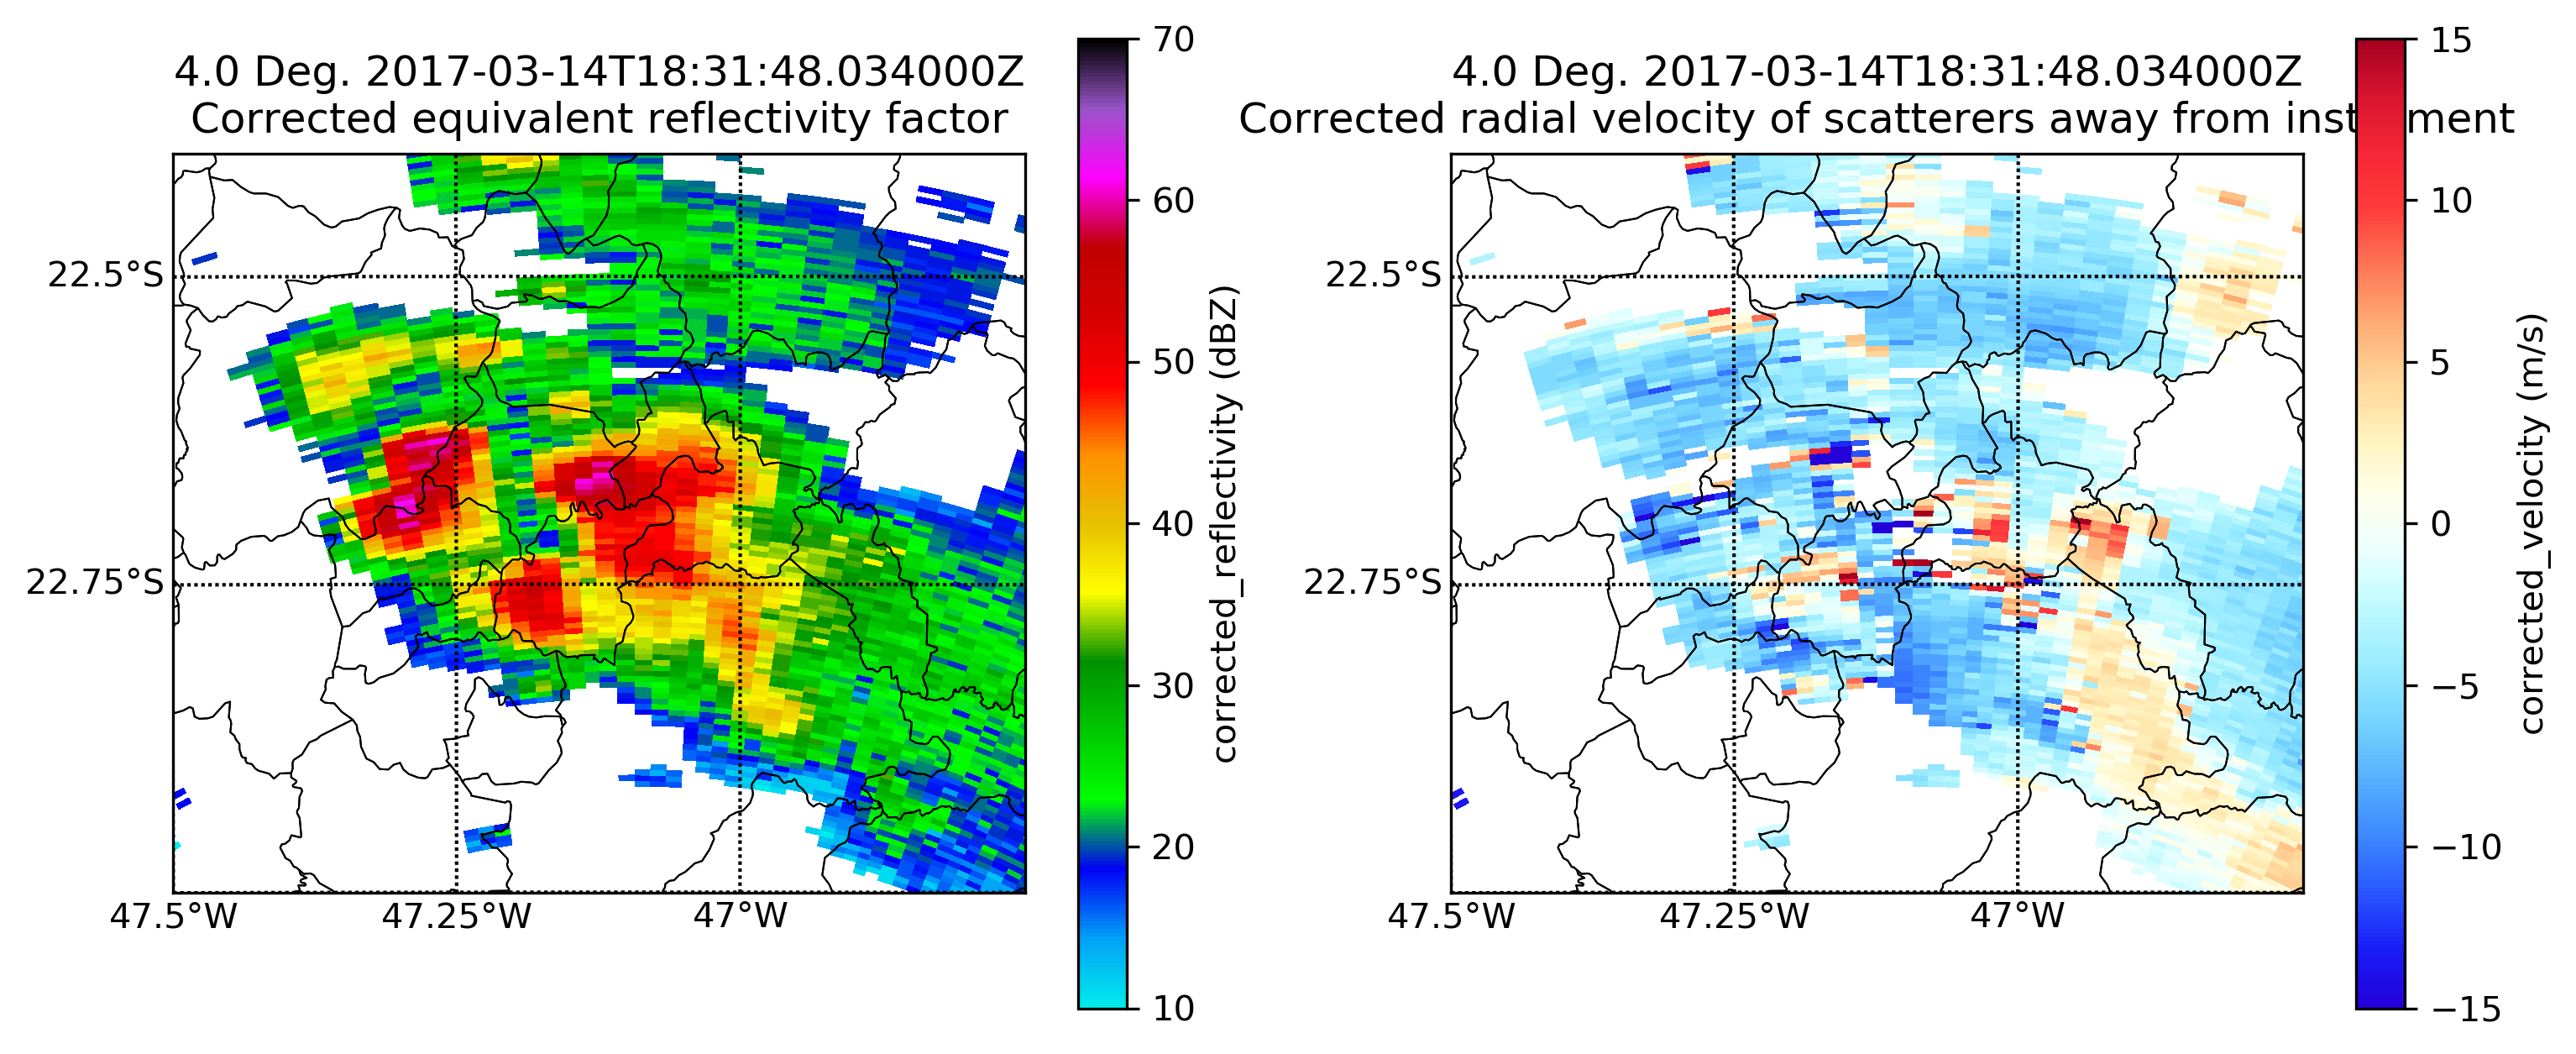 4.0 Deg. 2017-03-14T18:31:48.034000Z
Corrected equivalent reflectivity factor
22.5°S
22.75°S
47.5°W
47.25°W
47°W
70
60
50
40
30
20
10
corrected_reflectivity (dBZ)
4.0 Deg. 2017-03-14T18:31:48.034000Z
Corrected radial velocity of scatterers away from inst ment
22.5°S
22.75°S
47.5°W
47.25°W
47°W
15
10
5
0
−5
−10
−15
corrected_velocity (m/s)